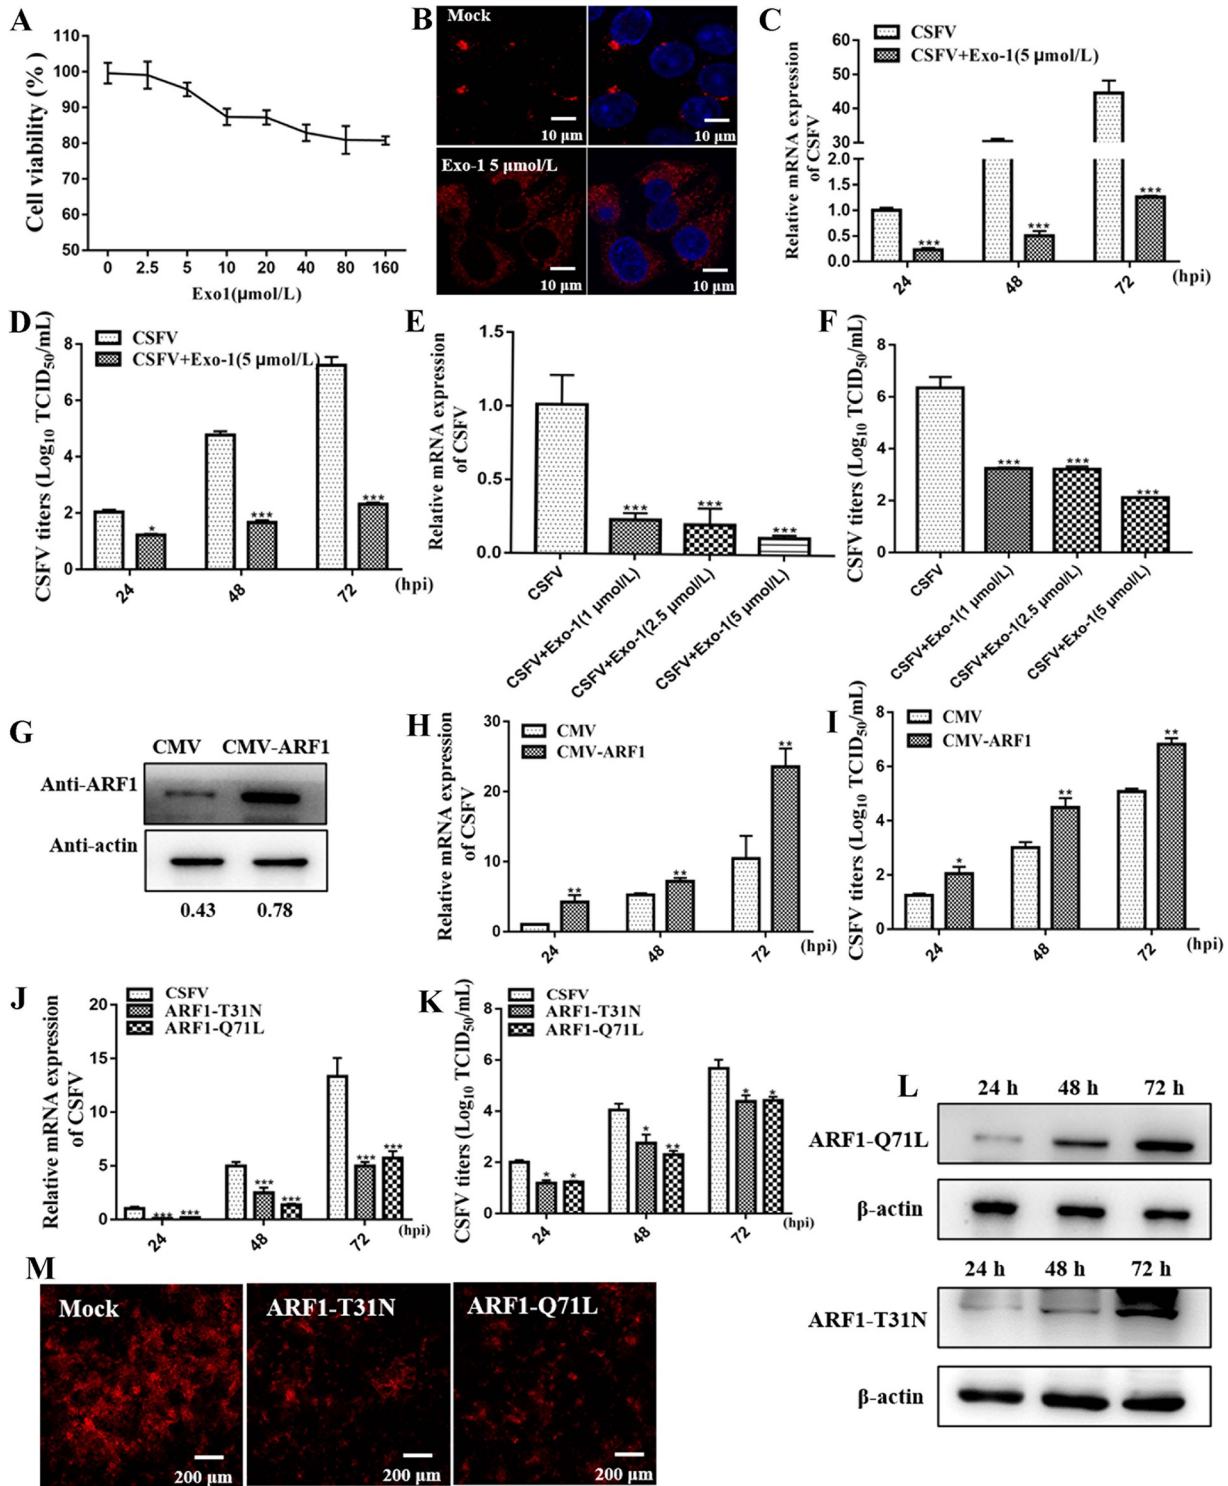 A
Cell viability (%)
110
100
90
80
70
60
50
0 2.5 5 10 20 40 80 160
Exo1(μmol/L)
B
Mock
10 μm 10 μm
Exo-1 5 μmol/L
10 μm 10 μm
C
CSFV
CSFV+Exo-1(5 μmol/L)
Relative mRNA expression
of CSFV
60
50
40
30
2.0
1.5
1.0
0.5
0.0
*** *** ***
24 48 72 (hpi)
D
CSFV
CSFV+Exo-1(5 μmol/L)
CSFV titers (Log10 TCID50/mL)
8
6
4
2
0
* *** ***
24 48 72 (hpi)
E
Relative mRNA expression
of CSFV
1.5
1.0
0.5
0.0
*** *** ***
CSFV
CSFV+Exo-1(1 μmol/L)
CSFV+Exo-1(2.5 μmol/L)
CSFV+Exo-1(5 μmol/L)
F
CSFV titers (Log10 TCID50/mL)
8
6
4
2
0
*** *** ***
CSFV
CSFV+Exo-1(1 μmol/L)
CSFV+Exo-1(2.5 μmol/L)
CSFV+Exo-1(5 μmol/L)
G
CMV CMV-ARF1
Anti-ARF1
Anti-actin
0.43 0.78
H
CMV
CMV-ARF1
Relative mRNA expression
of CSFV
30
20
10
0
** ** **
24 48 72 (hpi)
I
CMV
CMV-ARF1
CSFV titers (Log10 TCID50/mL)
8
6
4
2
0
* ** **
24 48 72 (hpi)
J
CSFV
ARF1-T31N
ARF1-Q71L
Relative mRNA expression
of CSFV
20
15
10
5
0
*** *** *** *** *** ***
24 48 72 (hpi)
K
CSFV
ARF1-T31N
ARF1-Q71L
CSFV titers (Log10 TCID50/mL)
8
6
4
2
0
* * * ** * *
24 48 72 (hpi)
L
24 h 48 h 72 h
ARF1-Q71L
β-actin
24 h 48 h 72 h
ARF1-T31N
β-actin
M
Mock ARF1-T31N ARF1-Q71L
200 μm 200 μm 200 μm